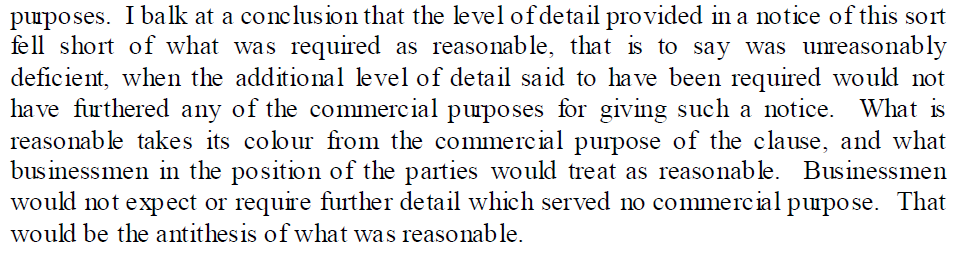 purposes. I balk at a conclusion that the level of detail provided in a notice of this sort
fell short of what was required as reasonable, that is to say was unreasonably
deficient, when the additional level of detail said to have been required would not
have furthered any of the commercial purposes for giving such a notice. What is
reasonable takes its colour from the commercial purpose of the clause, and what
businessmen in the position of the parties would treat as reasonable. Businessmen
would not expect or require further detail which served no commercial purpose. That
would be the antithesis of what was reasonable.